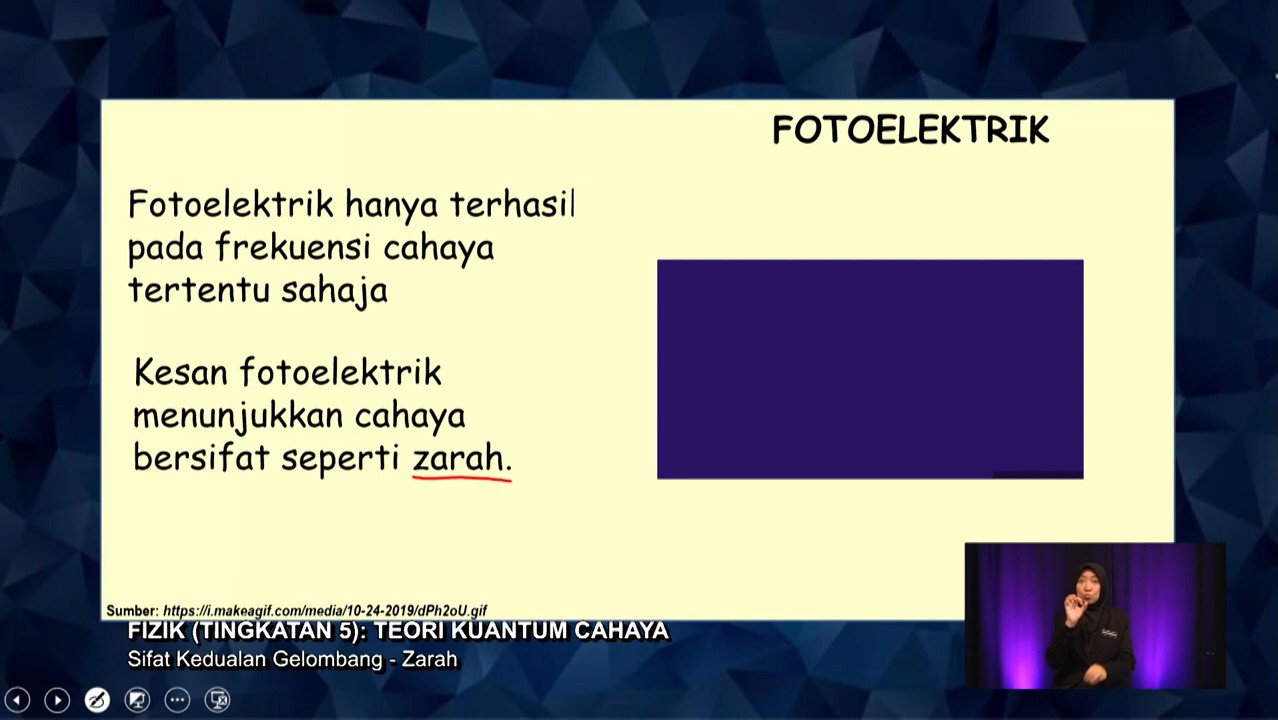 FOTOELEKTRIK
Fotoelektrik hanya terhasil
pada frekuensi cahaya
tertentu sahaja
Kesan fotoelektrik
menunjukkan cahaya
bersifat seperti zarah.
Sumber: https://i.makeagif.com/media/10-24-2019/dPh2oU.gif
FIZIK (TINGKATAN 5): TEORI KUANTUM CAHAYA
Sifat Kedualan Gelombang - Zarah